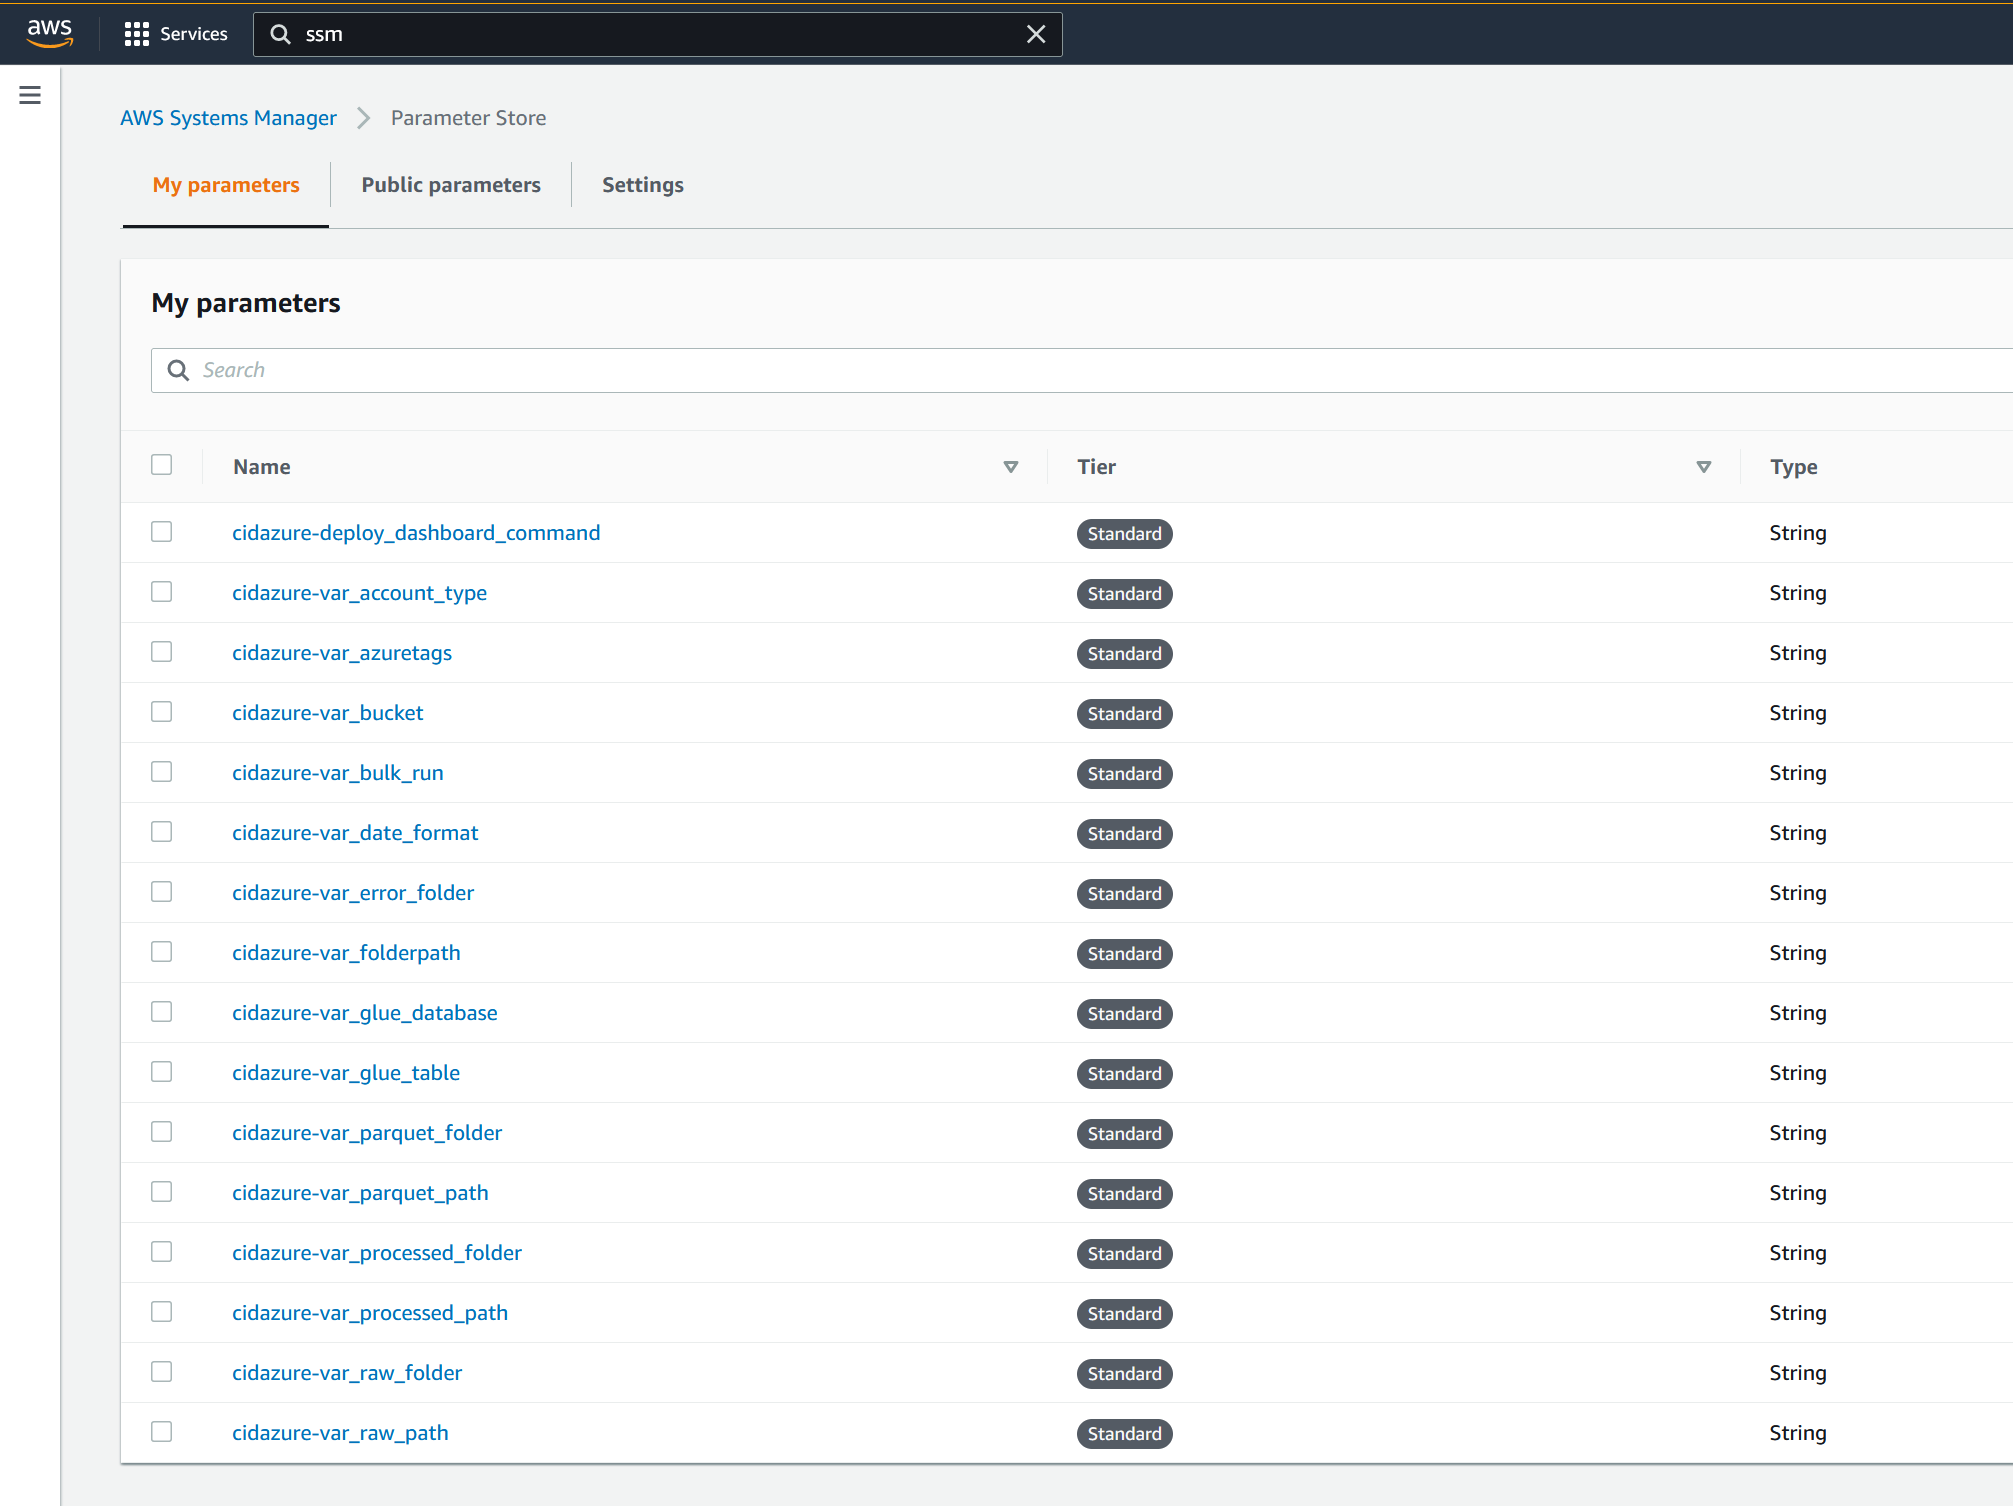 aws Services ssm
AWS Systems Manager Parameter Store
My parameters Public parameters Settings
My parameters
Search
Name Tier Type
cidazure-deploy_dashboard_command Standard String
cidazure-var_account_type Standard String
cidazure-var_azuretags Standard String
cidazure-var_bucket Standard String
cidazure-var_bulk_run Standard String
cidazure-var_date_format Standard String
cidazure-var_error_folder Standard String
cidazure-var_folderpath Standard String
cidazure-var_glue_database Standard String
cidazure-var_glue_table Standard String
cidazure-var_parquet_folder Standard String
cidazure-var_parquet_path Standard String
cidazure-var_processed_folder Standard String
cidazure-var_processed_path Standard String
cidazure-var_raw_folder Standard String
cidazure-var_raw_path Standard String